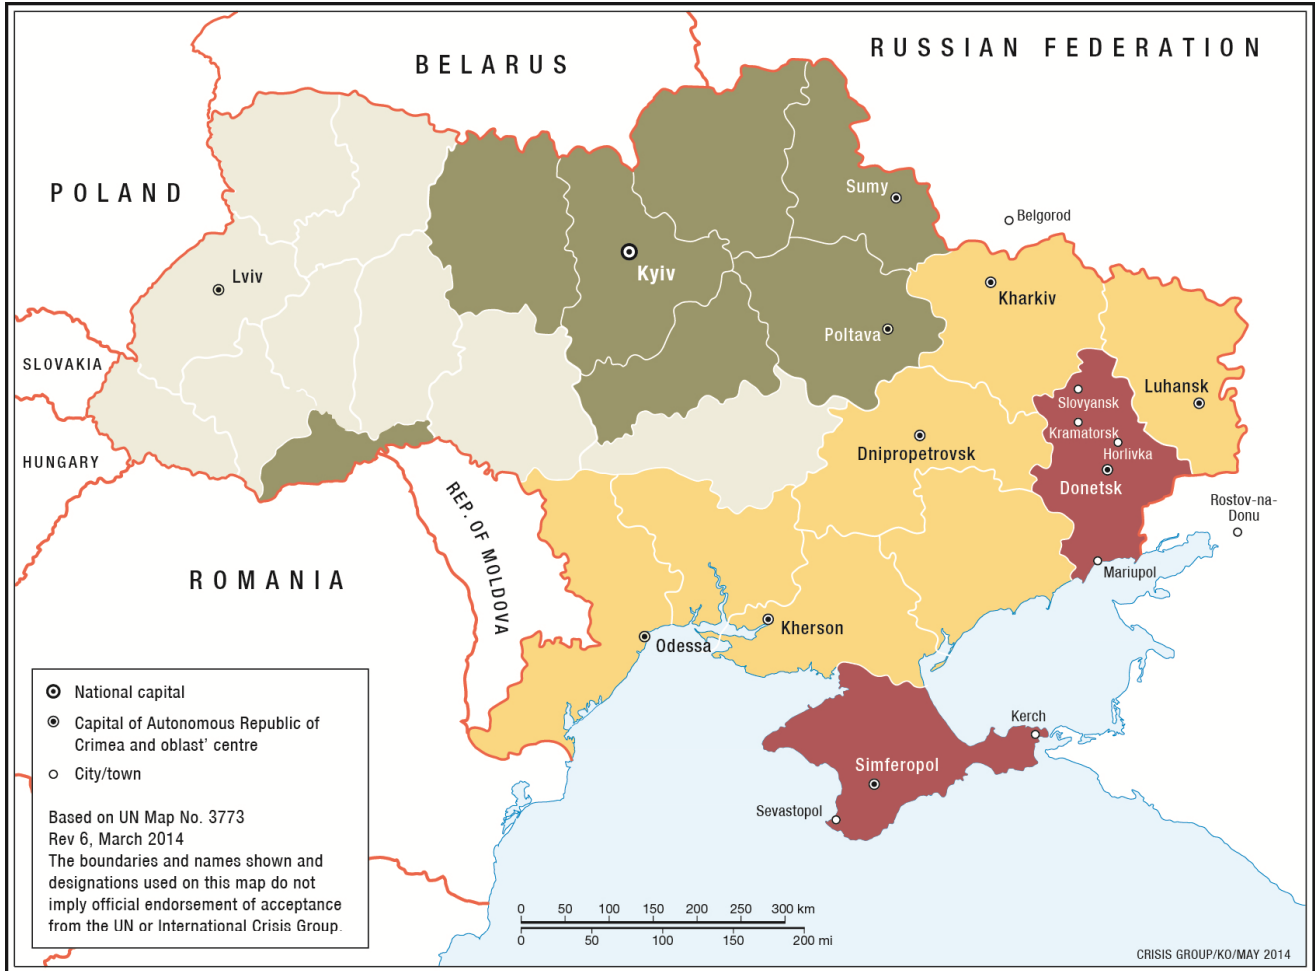 BELARUS
RUSSIAN FEDERATION
POLAND
Sumy
Belgorod
Kyiv
Lviv
Kharkiv
Poltava
SLOVAKIA
Luhansk
Slovyansk
Kramatorsk
Horlivka
Dnipropetrovsk
HUNGARY
Donetsk
Rostov-na-
Donu
REP. OF MOLDOVA
ROMANIA
Mariupol
Kherson
Odessa
Kerch
Simferopol
Sevastopol
National capital
Capital of Autonomous Republic of
Crimea and oblast’ centre
City/town
Based on UN Map No. 3773
Rev 6, March 2014
The boundaries and names shown and
designations used on this map do not
imply official endorsement of acceptance
from the UN or International Crisis Group.
0 50 100 150 200 250 300 km
0 50 100 150 200 mi
CRISIS GROUP/KO/MAY 2014